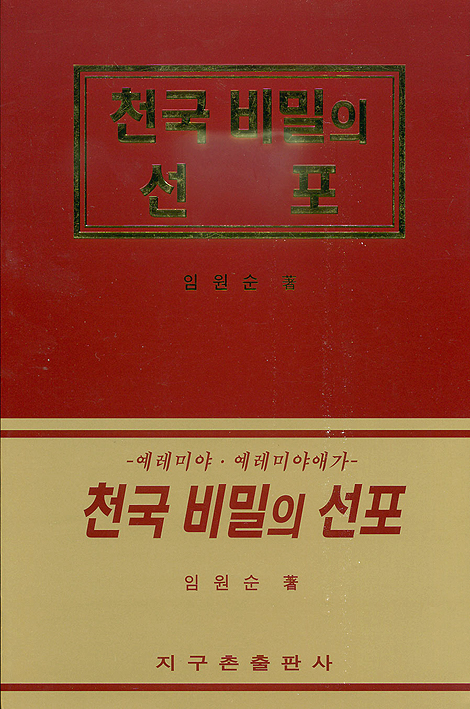 천국 비밀의
선 포
임 원 순 著
-예레미야 · 예레미야애가-
천국 비밀의 선포
임 원 순 著
지구촌출판사